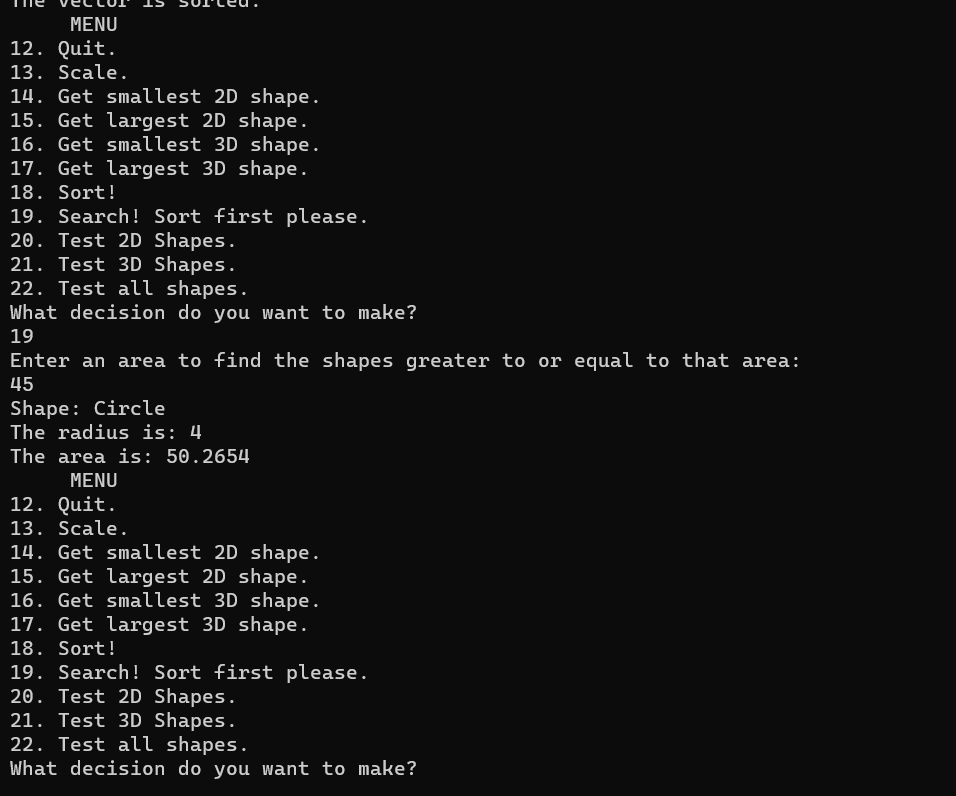 The vector is sorted.
MENU
12. Quit.
13. Scale.
14. Get smallest 2D shape.
15. Get largest 2D shape.
16. Get smallest 3D shape.
17. Get largest 3D shape.
18. Sort!
19. Search! Sort first please.
20. Test 2D Shapes.
21. Test 3D Shapes.
22. Test all shapes.
What decision do you want to make?
19
Enter an area to find the shapes greater to or equal to that area:
45
Shape: Circle
The radius is: 4
The area is: 50.2654
MENU
12. Quit.
13. Scale.
14. Get smallest 2D shape.
15. Get largest 2D shape.
16. Get smallest 3D shape.
17. Get largest 3D shape.
18. Sort!
19. Search! Sort first please.
20. Test 2D Shapes.
21. Test 3D Shapes.
22. Test all shapes.
What decision do you want to make?